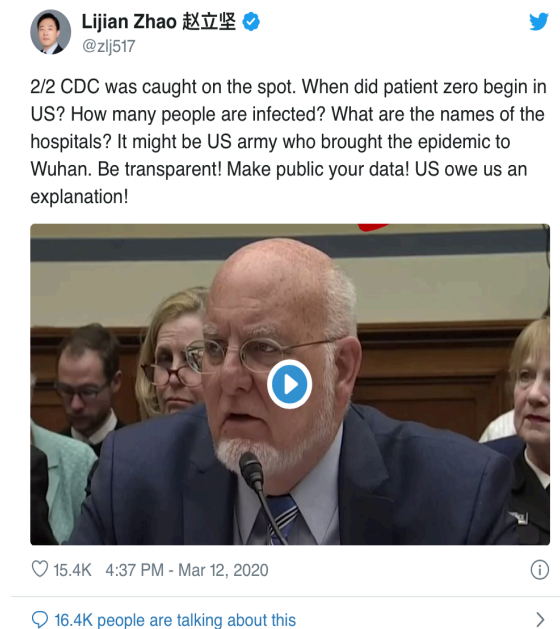 Lijian Zhao 赵立坚
@zlj517
2/2 CDC was caught on the spot. When did patient zero begin in
US? How many people are infected? What are the names of the
hospitals? It might be US army who brought the epidemic to
Wuhan. Be transparent! Make public your data! US owe us an
explanation!
15.4K 4:37 PM - Mar 12, 2020
16.4K people are talking about this